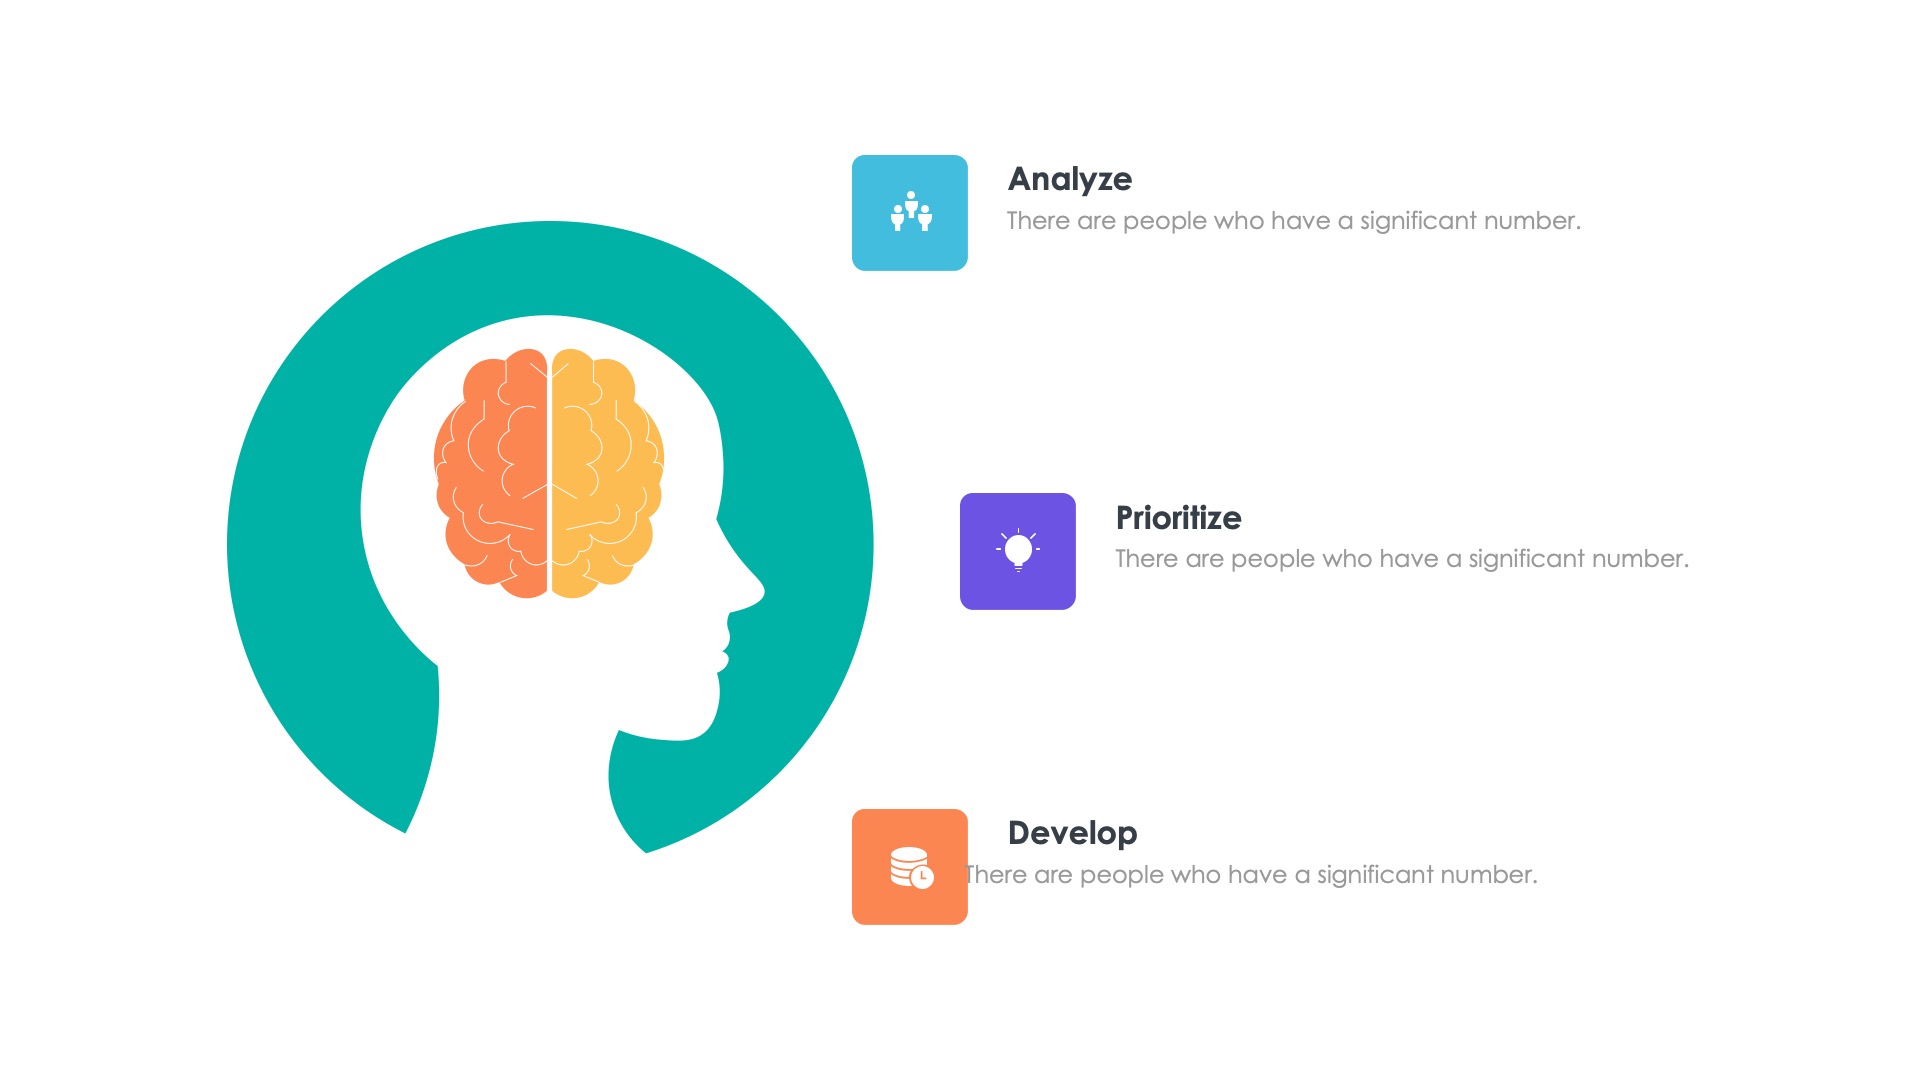 Analyze
There are people who have a significant number.
Prioritize
There are people who have a significant number.
Develop
There are people who have a significant number.